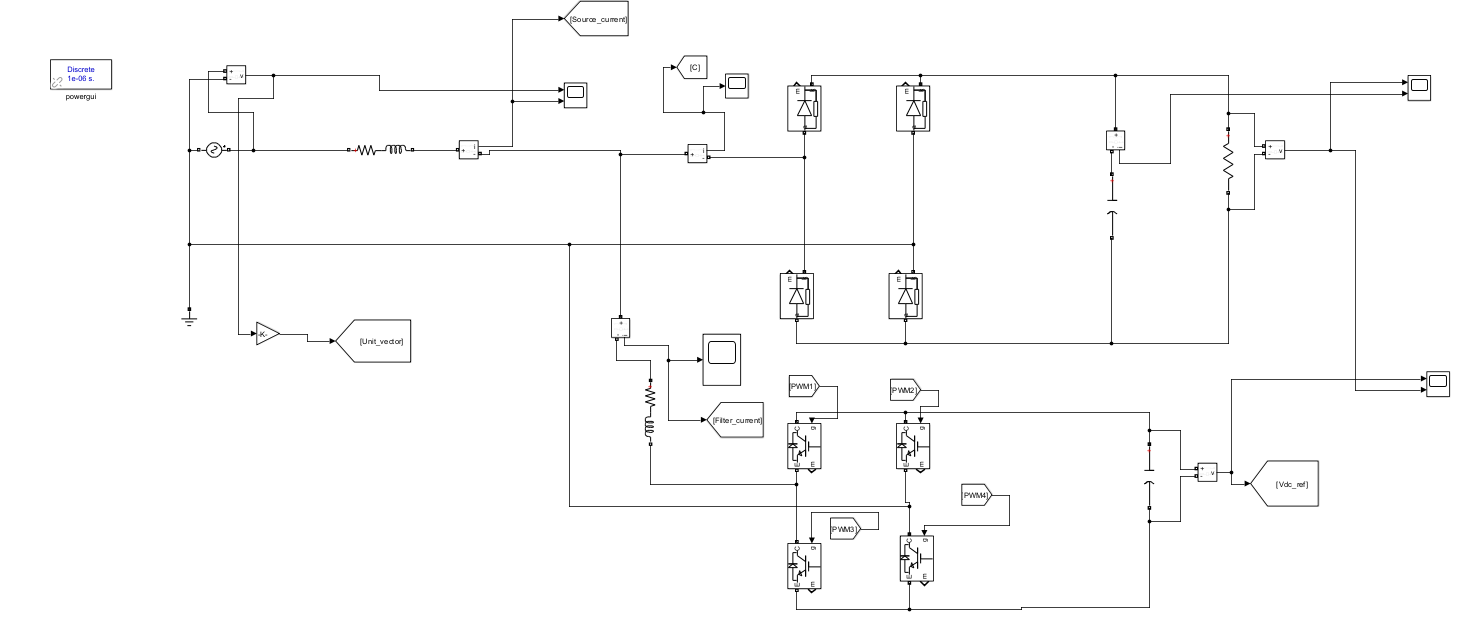 [Source_current]
Discrete
1e-06 s.
powergui
[C]
+
-
v
+
i
-
+
i
-
E
E
+
-
v
E
E
-K-
[Unit_vector]
[PWM1]
[PWM2]
[Filter_current]
C
g
E
m
C
g
E
m
[PWM4]
[PWM3]
+
-
v
[Vdc_ref]
C
g
E
m
C
g
E
m